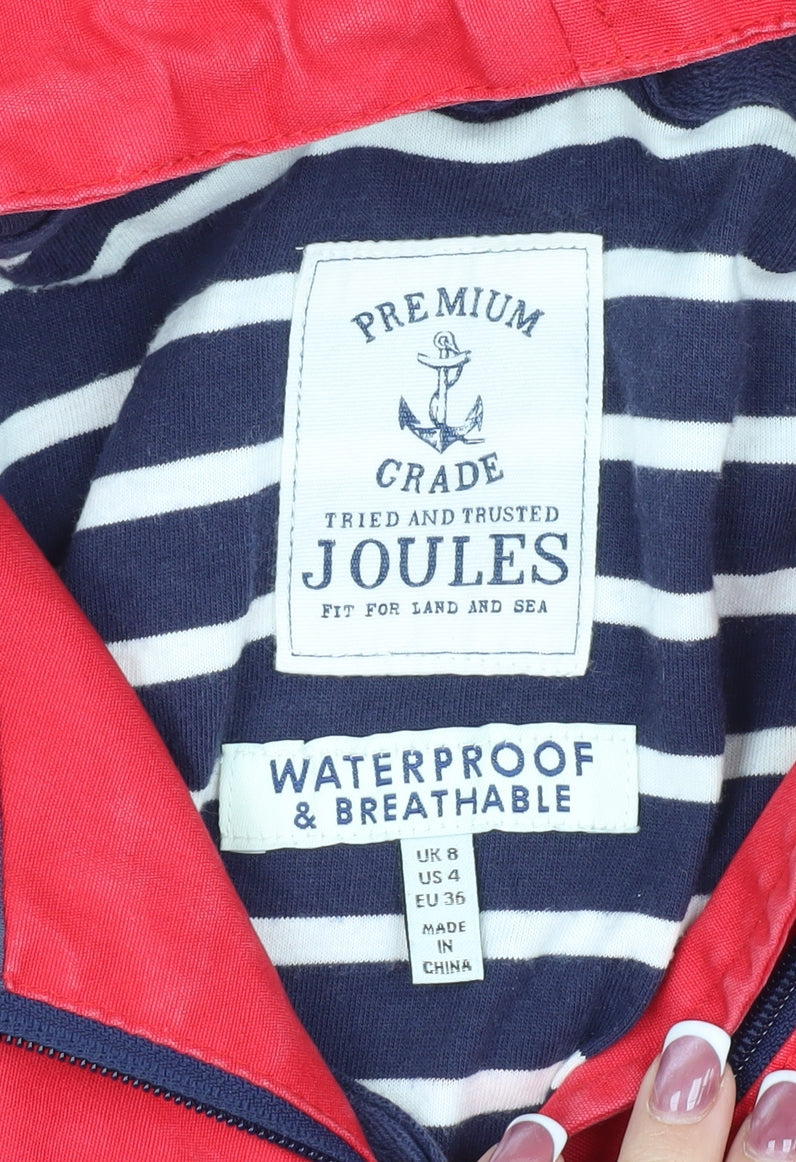 PREMIUM
GRADE
TRIED AND TRUSTED
JOULES
FIT FOR LAND AND SEA
WATERPROOF
& BREATHABLE
UK 8
US 4
EU 36
MADE
IN
CHINA